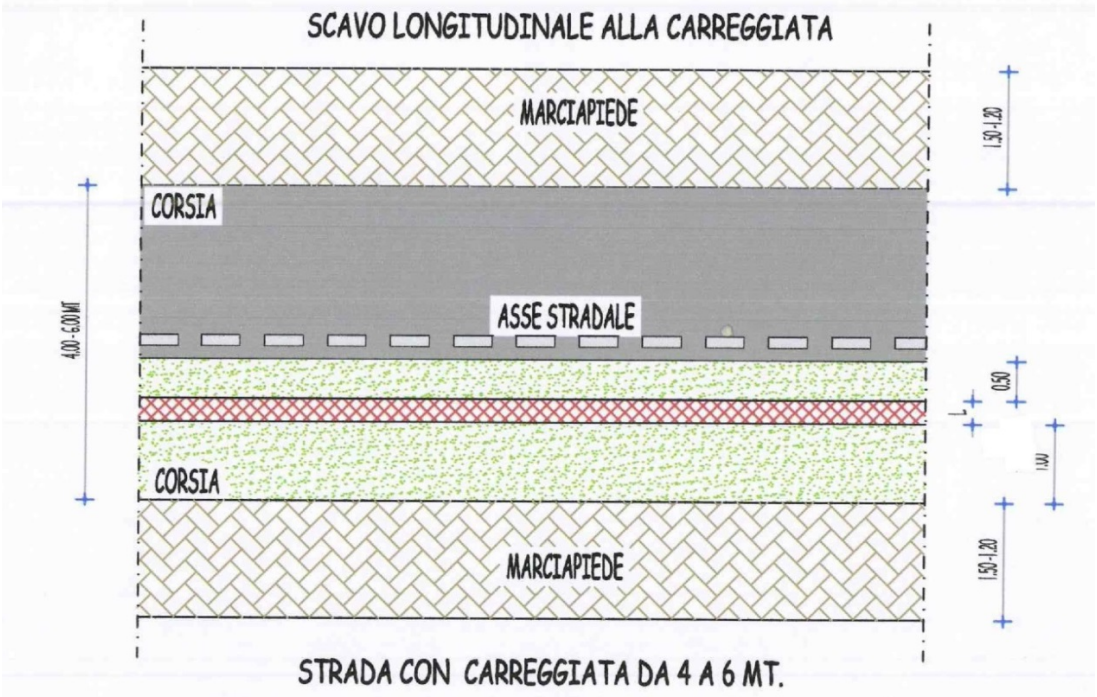 SCAVO LONGITUDINALE ALLA CARREGGIATA
MARCIAPIEDE
1.50-1.20
CORSIA
4.00 - 6.00 MT
ASSE STRADALE
0.50
L
1.00
CORSIA
MARCIAPIEDE
1.50-1.20
STRADA CON CARREGGIATA DA 4 A 6 MT.